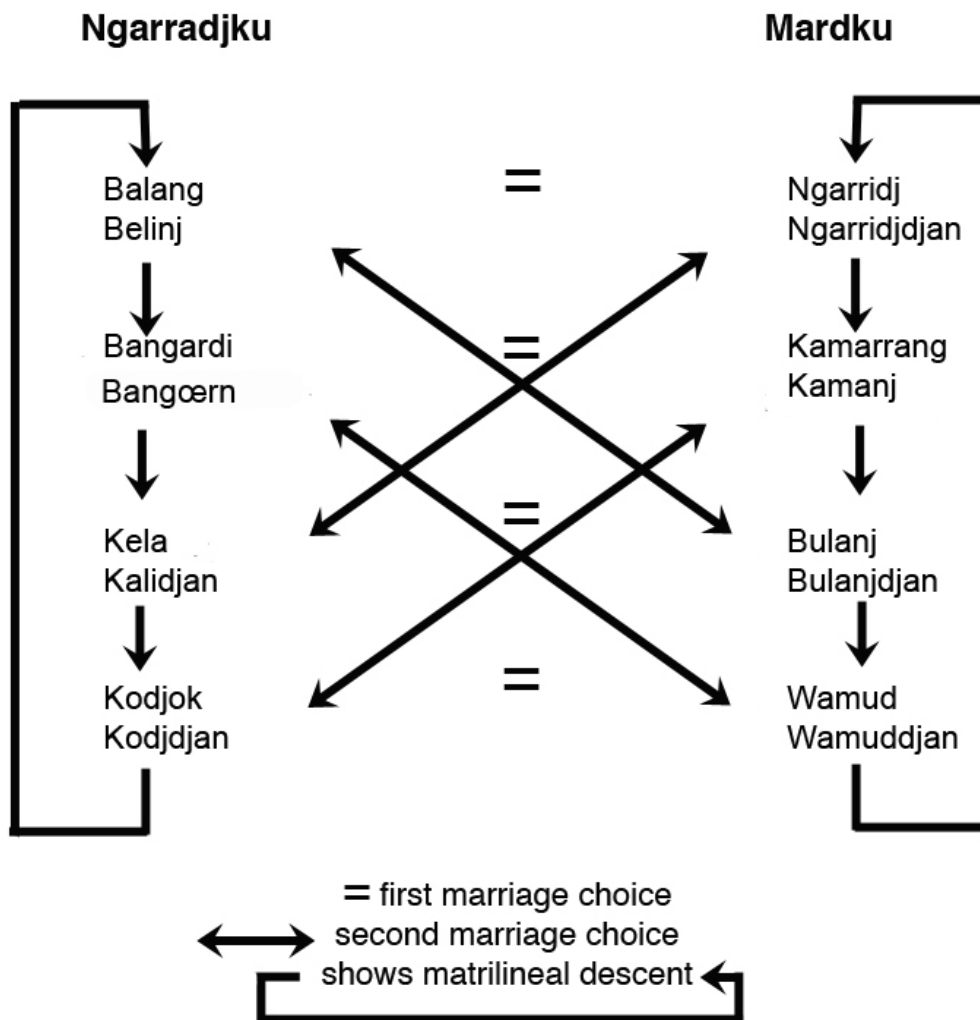 Ngarradjku
Mardku
Balang
Belinj
=
Ngarridj
Ngarridjdjan
Bangardi
Bangœrn
=
Kamarrang
Kamanj
Kela
Kalidjan
=
Bulanj
Bulanjdjan
Kodjok
Kodjdjan
=
Wamud
Wamuddjan
= first marriage choice
second marriage choice
shows matrilineal descent